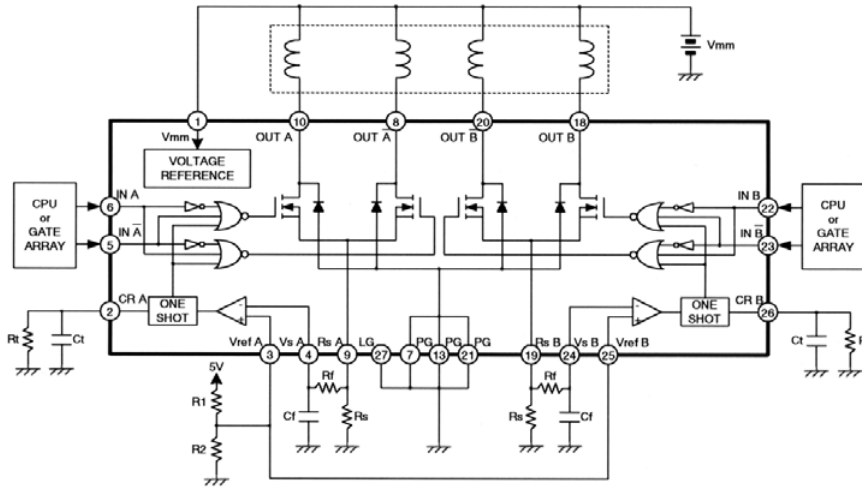 Vmm
1
10
8
20
18
Vmm
OUT A
OUT A
OUT B
OUT B
VOLTAGE
REFERENCE
CPU
or
GATE
ARRAY
IN A
6
IN A
5
IN B
22
IN B
23
CPU
or
GATE
ARRAY
2
CR A
ONE
SHOT
-
+
-
+
ONE
SHOT
CR B
26
Rt
Ct
Vref A
Vs A
Rs A
LG
PG
PG
PG
Rs B
Vs B
Vref B
3
4
9
27
7
13
21
19
24
25
Ct
5V
R1
R2
Rf
Cf
Rs
Rf
Rs
Cf